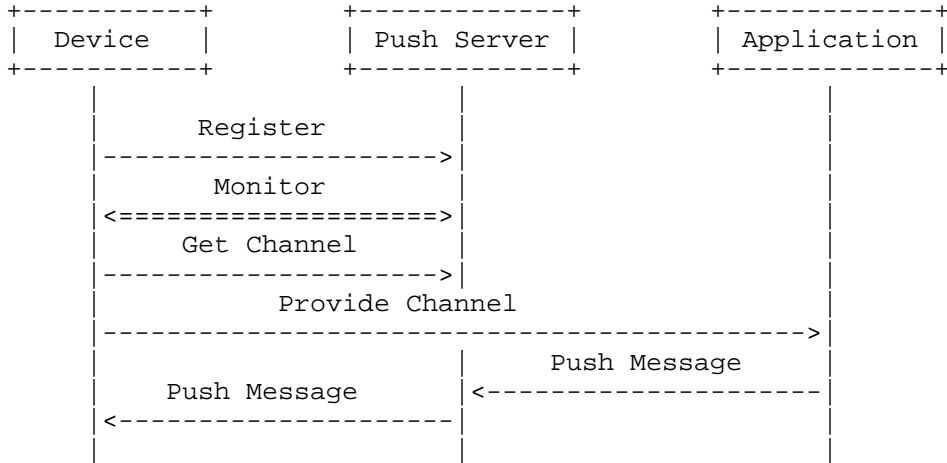 Device Push Server Application
Register
Monitor
Get Channel
Provide Channel
Push Message
Push Message